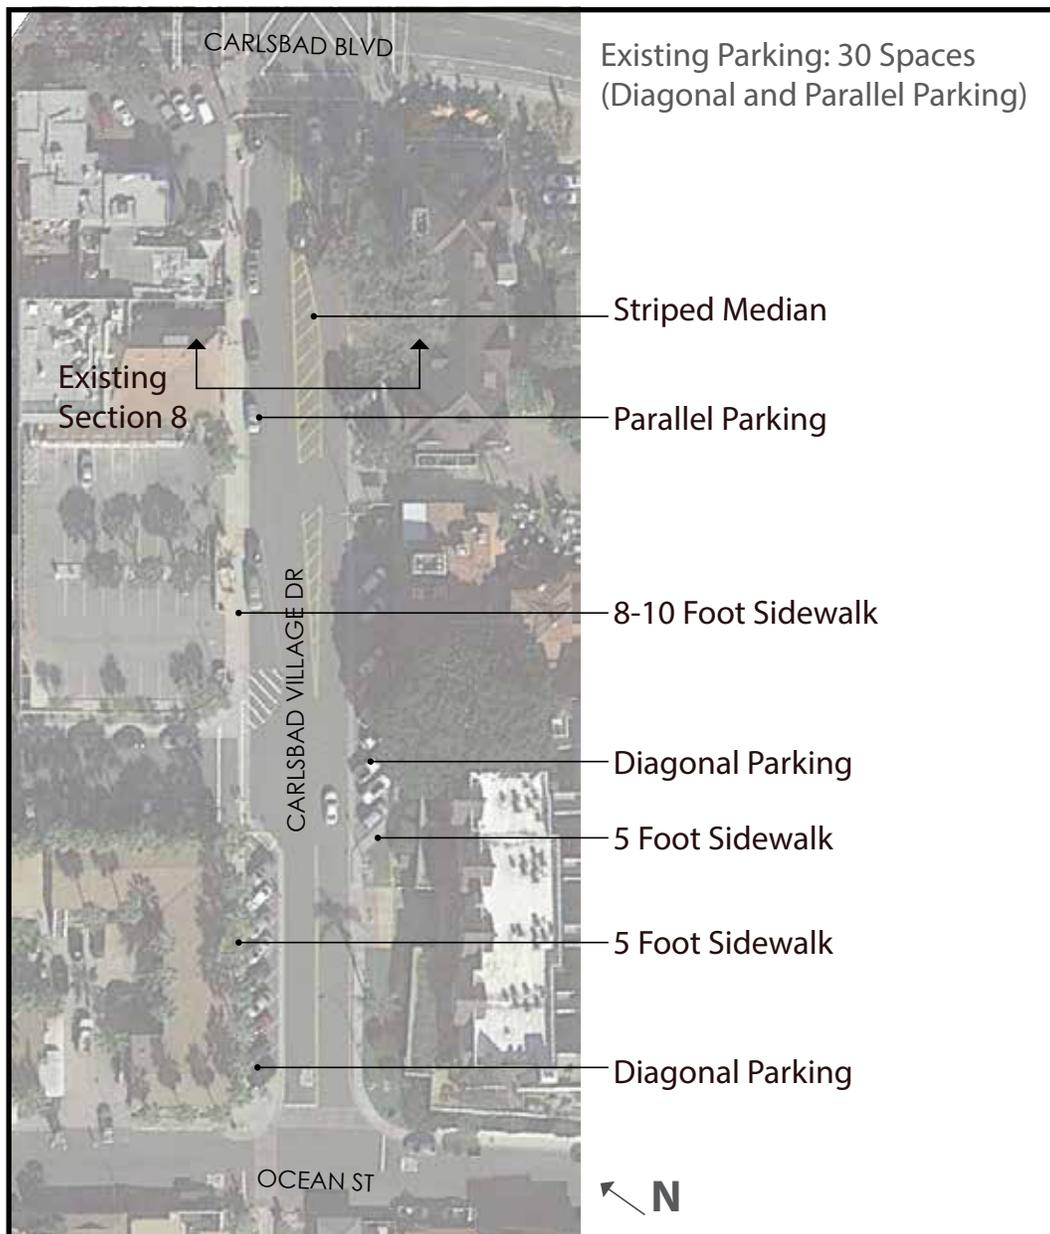 CARLSBAD BLVD
Existing Parking: 30 Spaces
(Diagonal and Parallel Parking)
Striped Median
Existing
Section 8
Parallel Parking
CARLSBAD VILLAGE DR
8-10 Foot Sidewalk
Diagonal Parking
5 Foot Sidewalk
5 Foot Sidewalk
Diagonal Parking
OCEAN ST
N